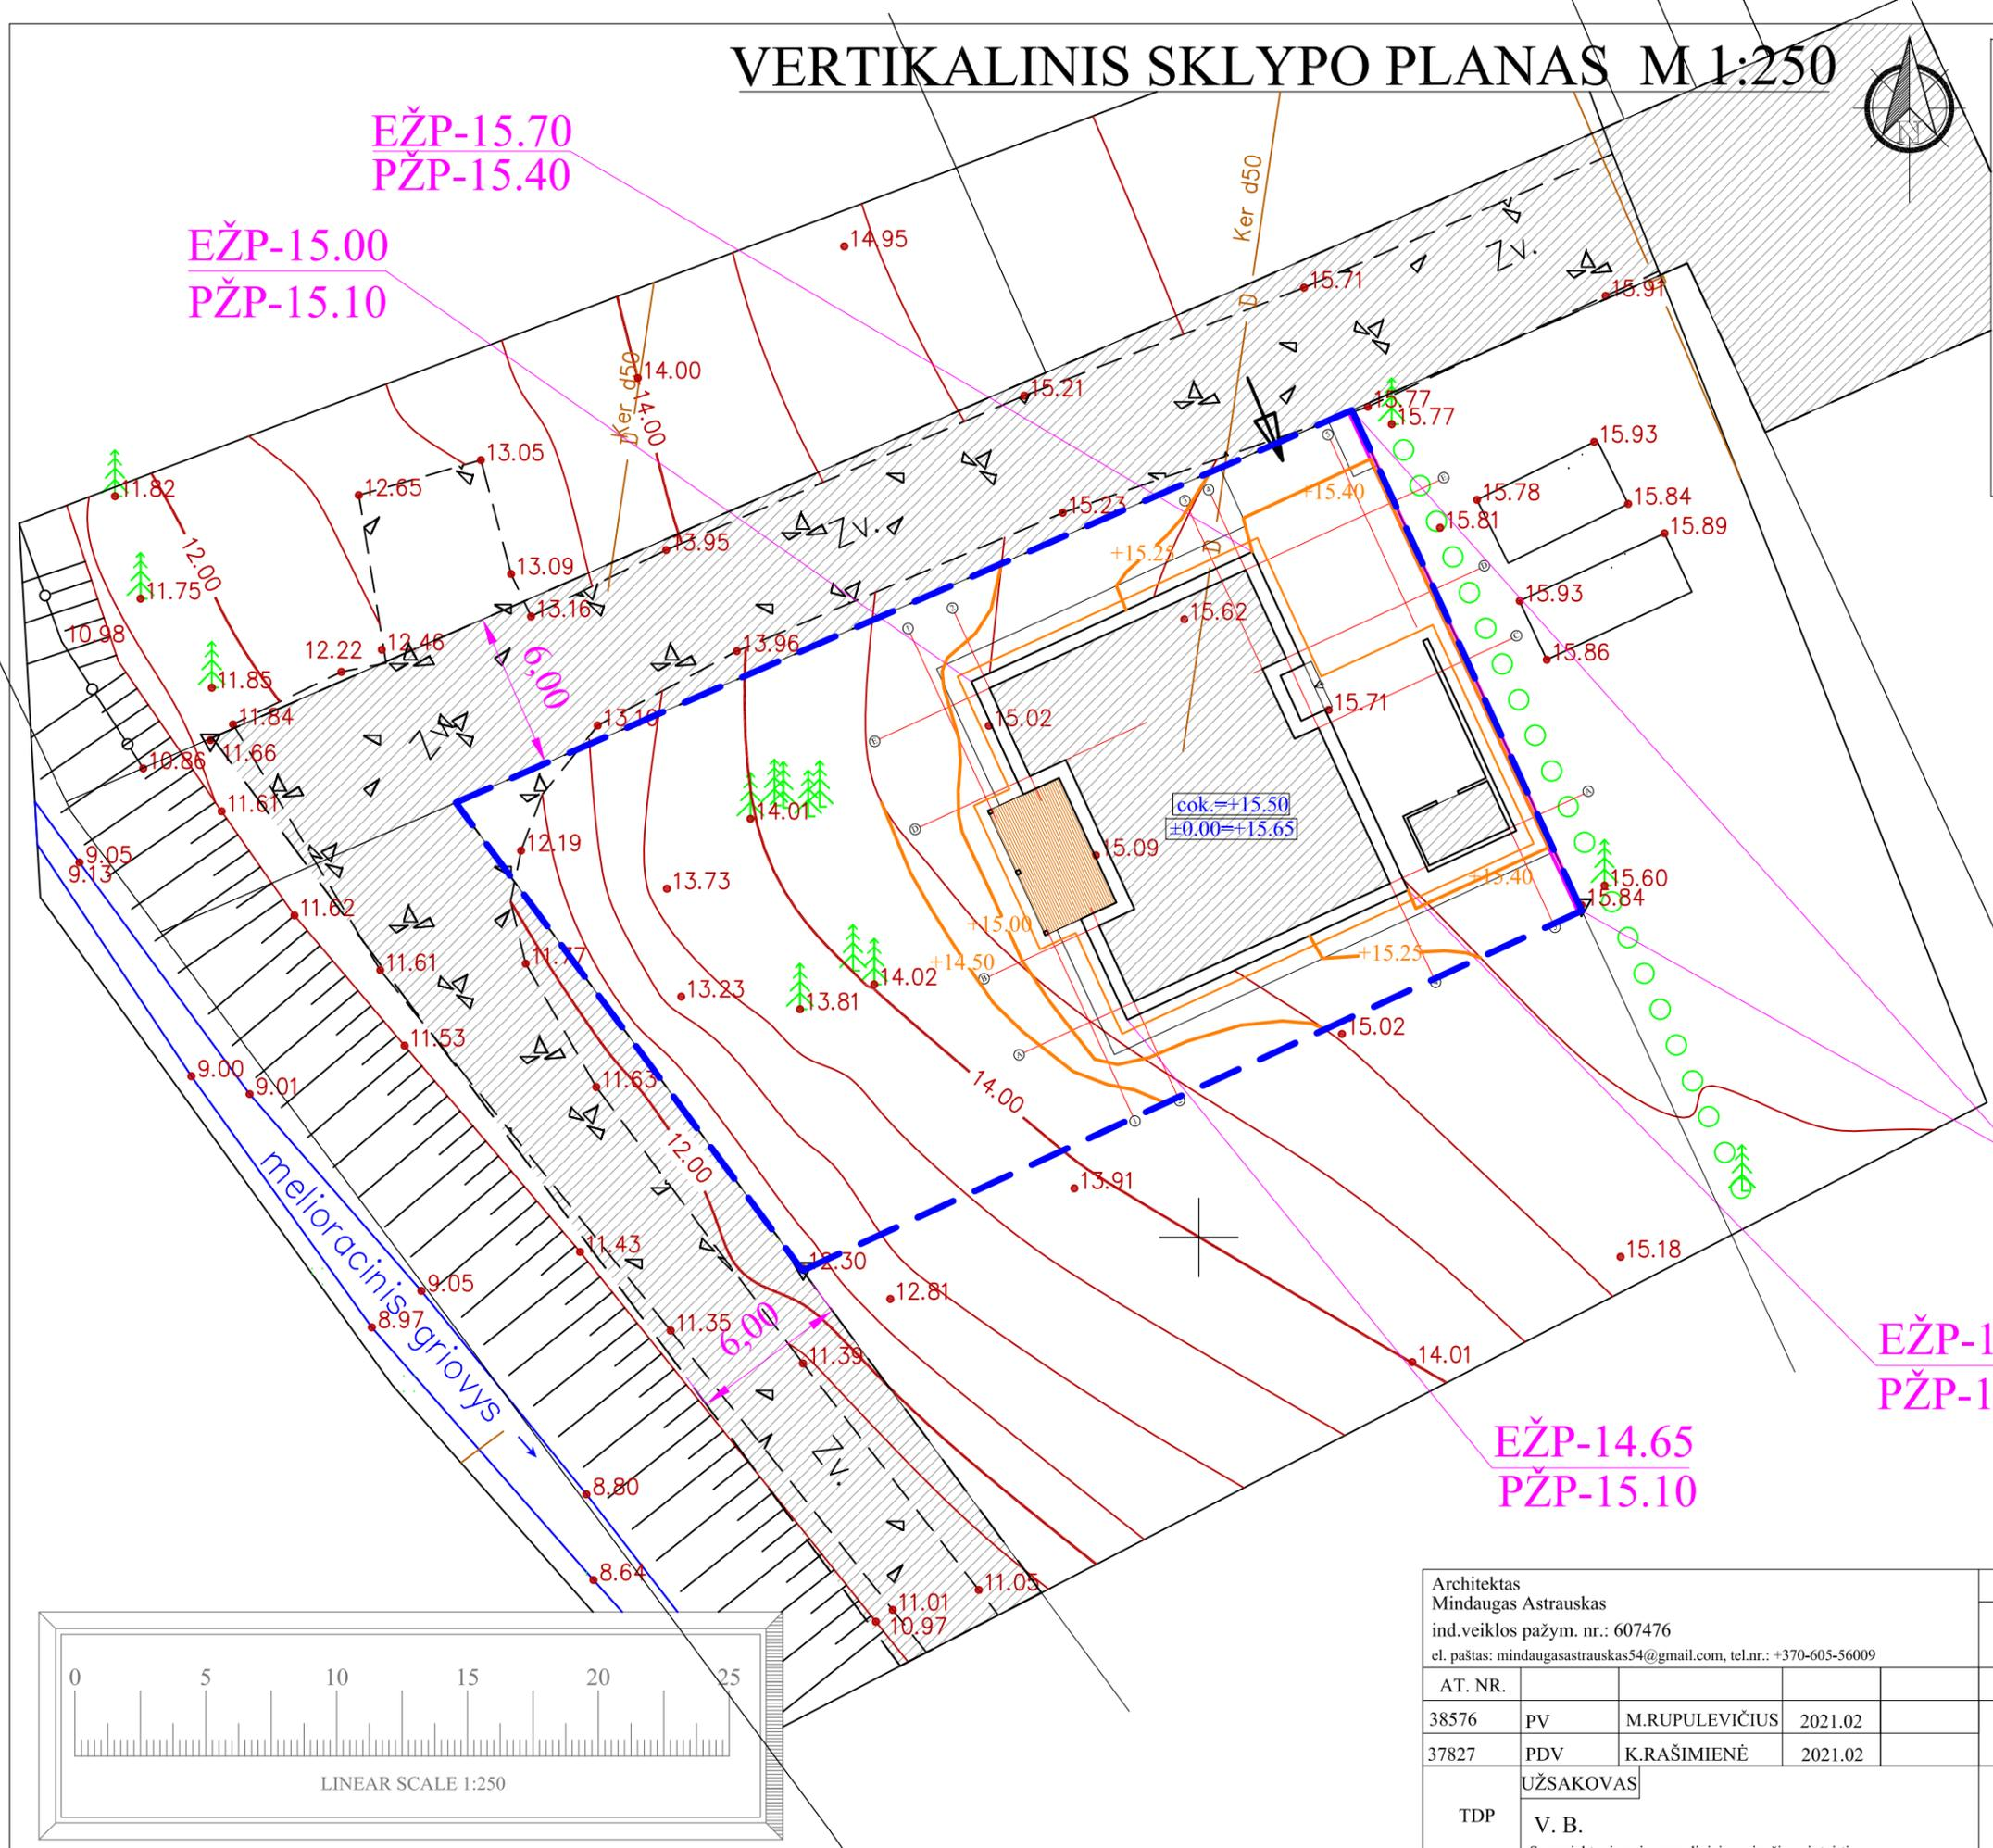 VERTIKALINIS SKLYPO PLANAS M 1:250
N
EŽP-15.70
PŽP-15.40
EŽP-15.00
PŽP-15.10
Ker d50
D
14.95
15.71
Zv.
15.91
14.00
Ker d50
D
14.00
15.21
15.77
15.77
13.05
12.65
11.82
15.93
15.78
15.84
15.81
15.89
+15.40
15.23
+15.25
D
13.95
Zv.
12.00
11.75
13.09
13.16
15.93
15.62
15.86
10.98
12.22
12.46
13.96
6,00
11.85
11.84
11.66
10.86
Zv.
15.02
15.71
11.61
14.01
cok.=+15.50
±0.00=+15.65
9.05
9.13
12.19
13.73
15.09
+15.40
15.60
15.84
11.62
+15.00
+14.50
+15.25
11.61
11.77
13.23
14.02
13.81
15.02
11.53
9.00
9.01
11.63
14.00
12.00
13.91
melioracinis griovys
11.43
12.30
12.81
15.18
9.05
8.97
11.35
6,00
11.39
14.01
EŽP-1
PŽP-1
EŽP-14.65
PŽP-15.10
Zv.
8.80
8.64
11.05
11.01
10.97
0 5 10 15 20 25
LINEAR SCALE 1:250
Architektas
Mindaugas Astrauskas
ind.veiklos pažym. nr.: 607476
el. paštas: mindaugasastrauskas54@gmail.com, tel.nr.: +370-605-56009
AT. NR.
38576 PV M.RUPULEVIČIUS 2021.02
37827 PDV K.RAŠIMIENĖ 2021.02
UŽSAKOVAS
TDP
V. B.